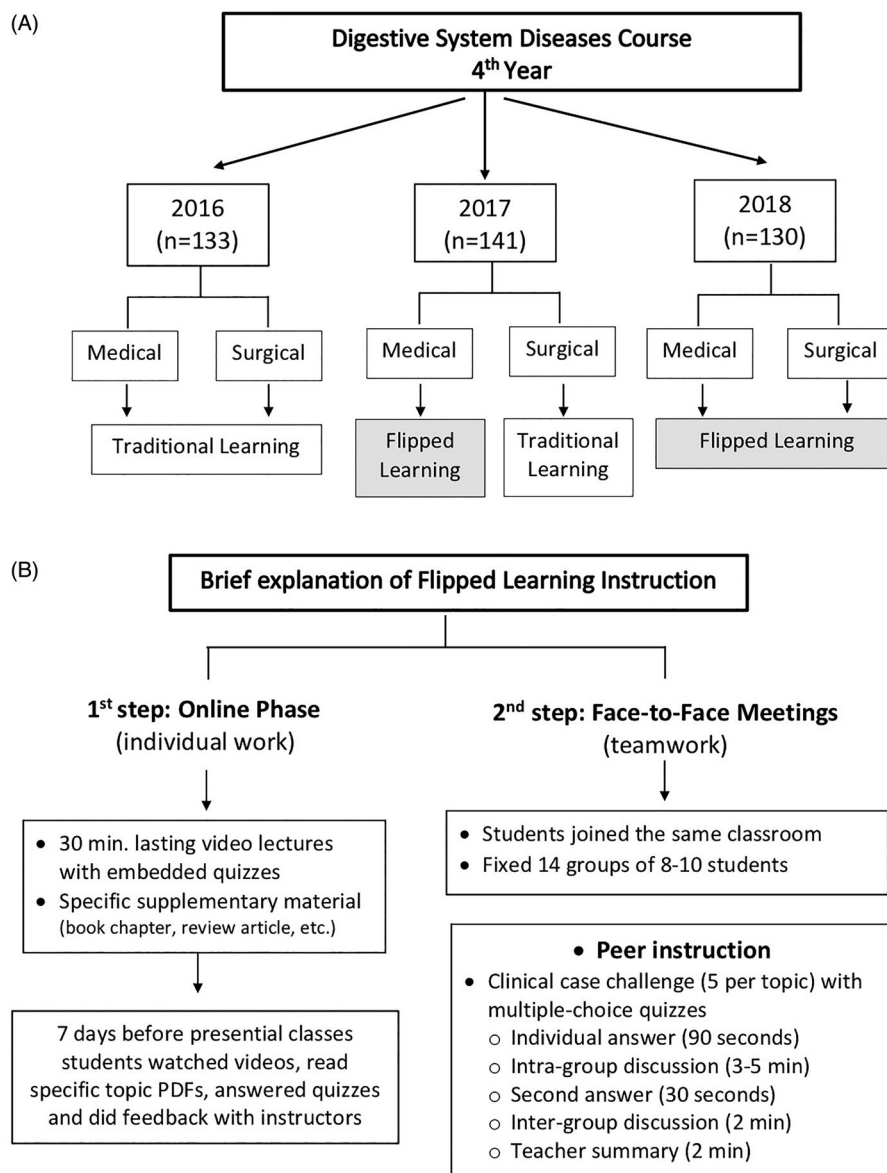 (A)
Digestive System Diseases Course
4th Year
2016
(n=133)
2017
(n=141)
2018
(n=130)
Medical
Surgical
Medical
Surgical
Medical
Surgical
Traditional Learning
Flipped
Learning
Traditional
Learning
Flipped Learning
(B)
Brief explanation of Flipped Learning Instruction
1st step: Online Phase
(individual work)
• 30 min. lasting video lectures
with embedded quizzes
• Specific supplementary material
(book chapter, review article, etc.)
7 days before presential classes
students watched videos, read
specific topic PDFs, answered quizzes
and did feedback with instructors
2nd step: Face-to-Face Meetings
(teamwork)
• Students joined the same classroom
• Fixed 14 groups of 8-10 students
• Peer instruction
• Clinical case challenge (5 per topic) with
multiple-choice quizzes
o Individual answer (90 seconds)
o Intra-group discussion (3-5 min)
o Second answer (30 seconds)
o Inter-group discussion (2 min)
o Teacher summary (2 min)